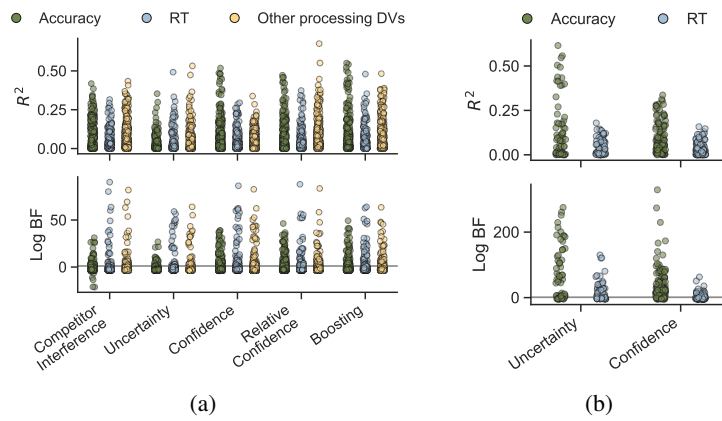 Accuracy RT Other processing DVs
R²
0.50
0.25
0.00
Log BF
50
0
Competitor
Interference
Uncertainty
Confidence
Relative
Confidence
Boosting
(a)
Accuracy RT
R²
0.50
0.25
0.00
Log BF
200
0
Uncertainty
Confidence
(b)